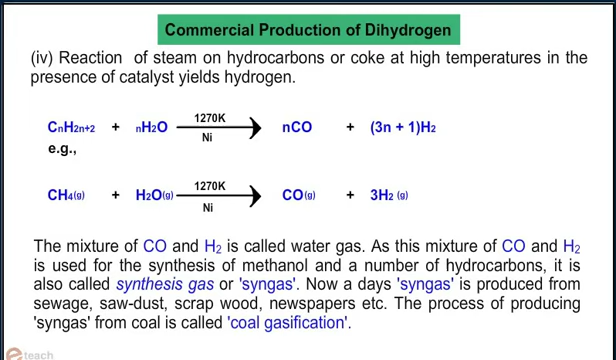 Commercial Production of Dihydrogen
(iv) Reaction of steam on hydrocarbons or coke at high temperatures in the
presence of catalyst yields hydrogen.
CnH2n+2 + nH2O 1270K Ni nCO + (3n + 1)H2
e.g.,
CH4(g) + H2O(g) 1270K Ni CO(g) + 3H2 (g)
The mixture of CO and H2 is called water gas. As this mixture of CO and H2
is used for the synthesis of methanol and a number of hydrocarbons, it is
also called synthesis gas or 'syngas'. Now a days 'syngas' is produced from
sewage, saw-dust, scrap wood, newspapers etc. The process of producing
'syngas' from coal is called 'coal gasification'.
e teach